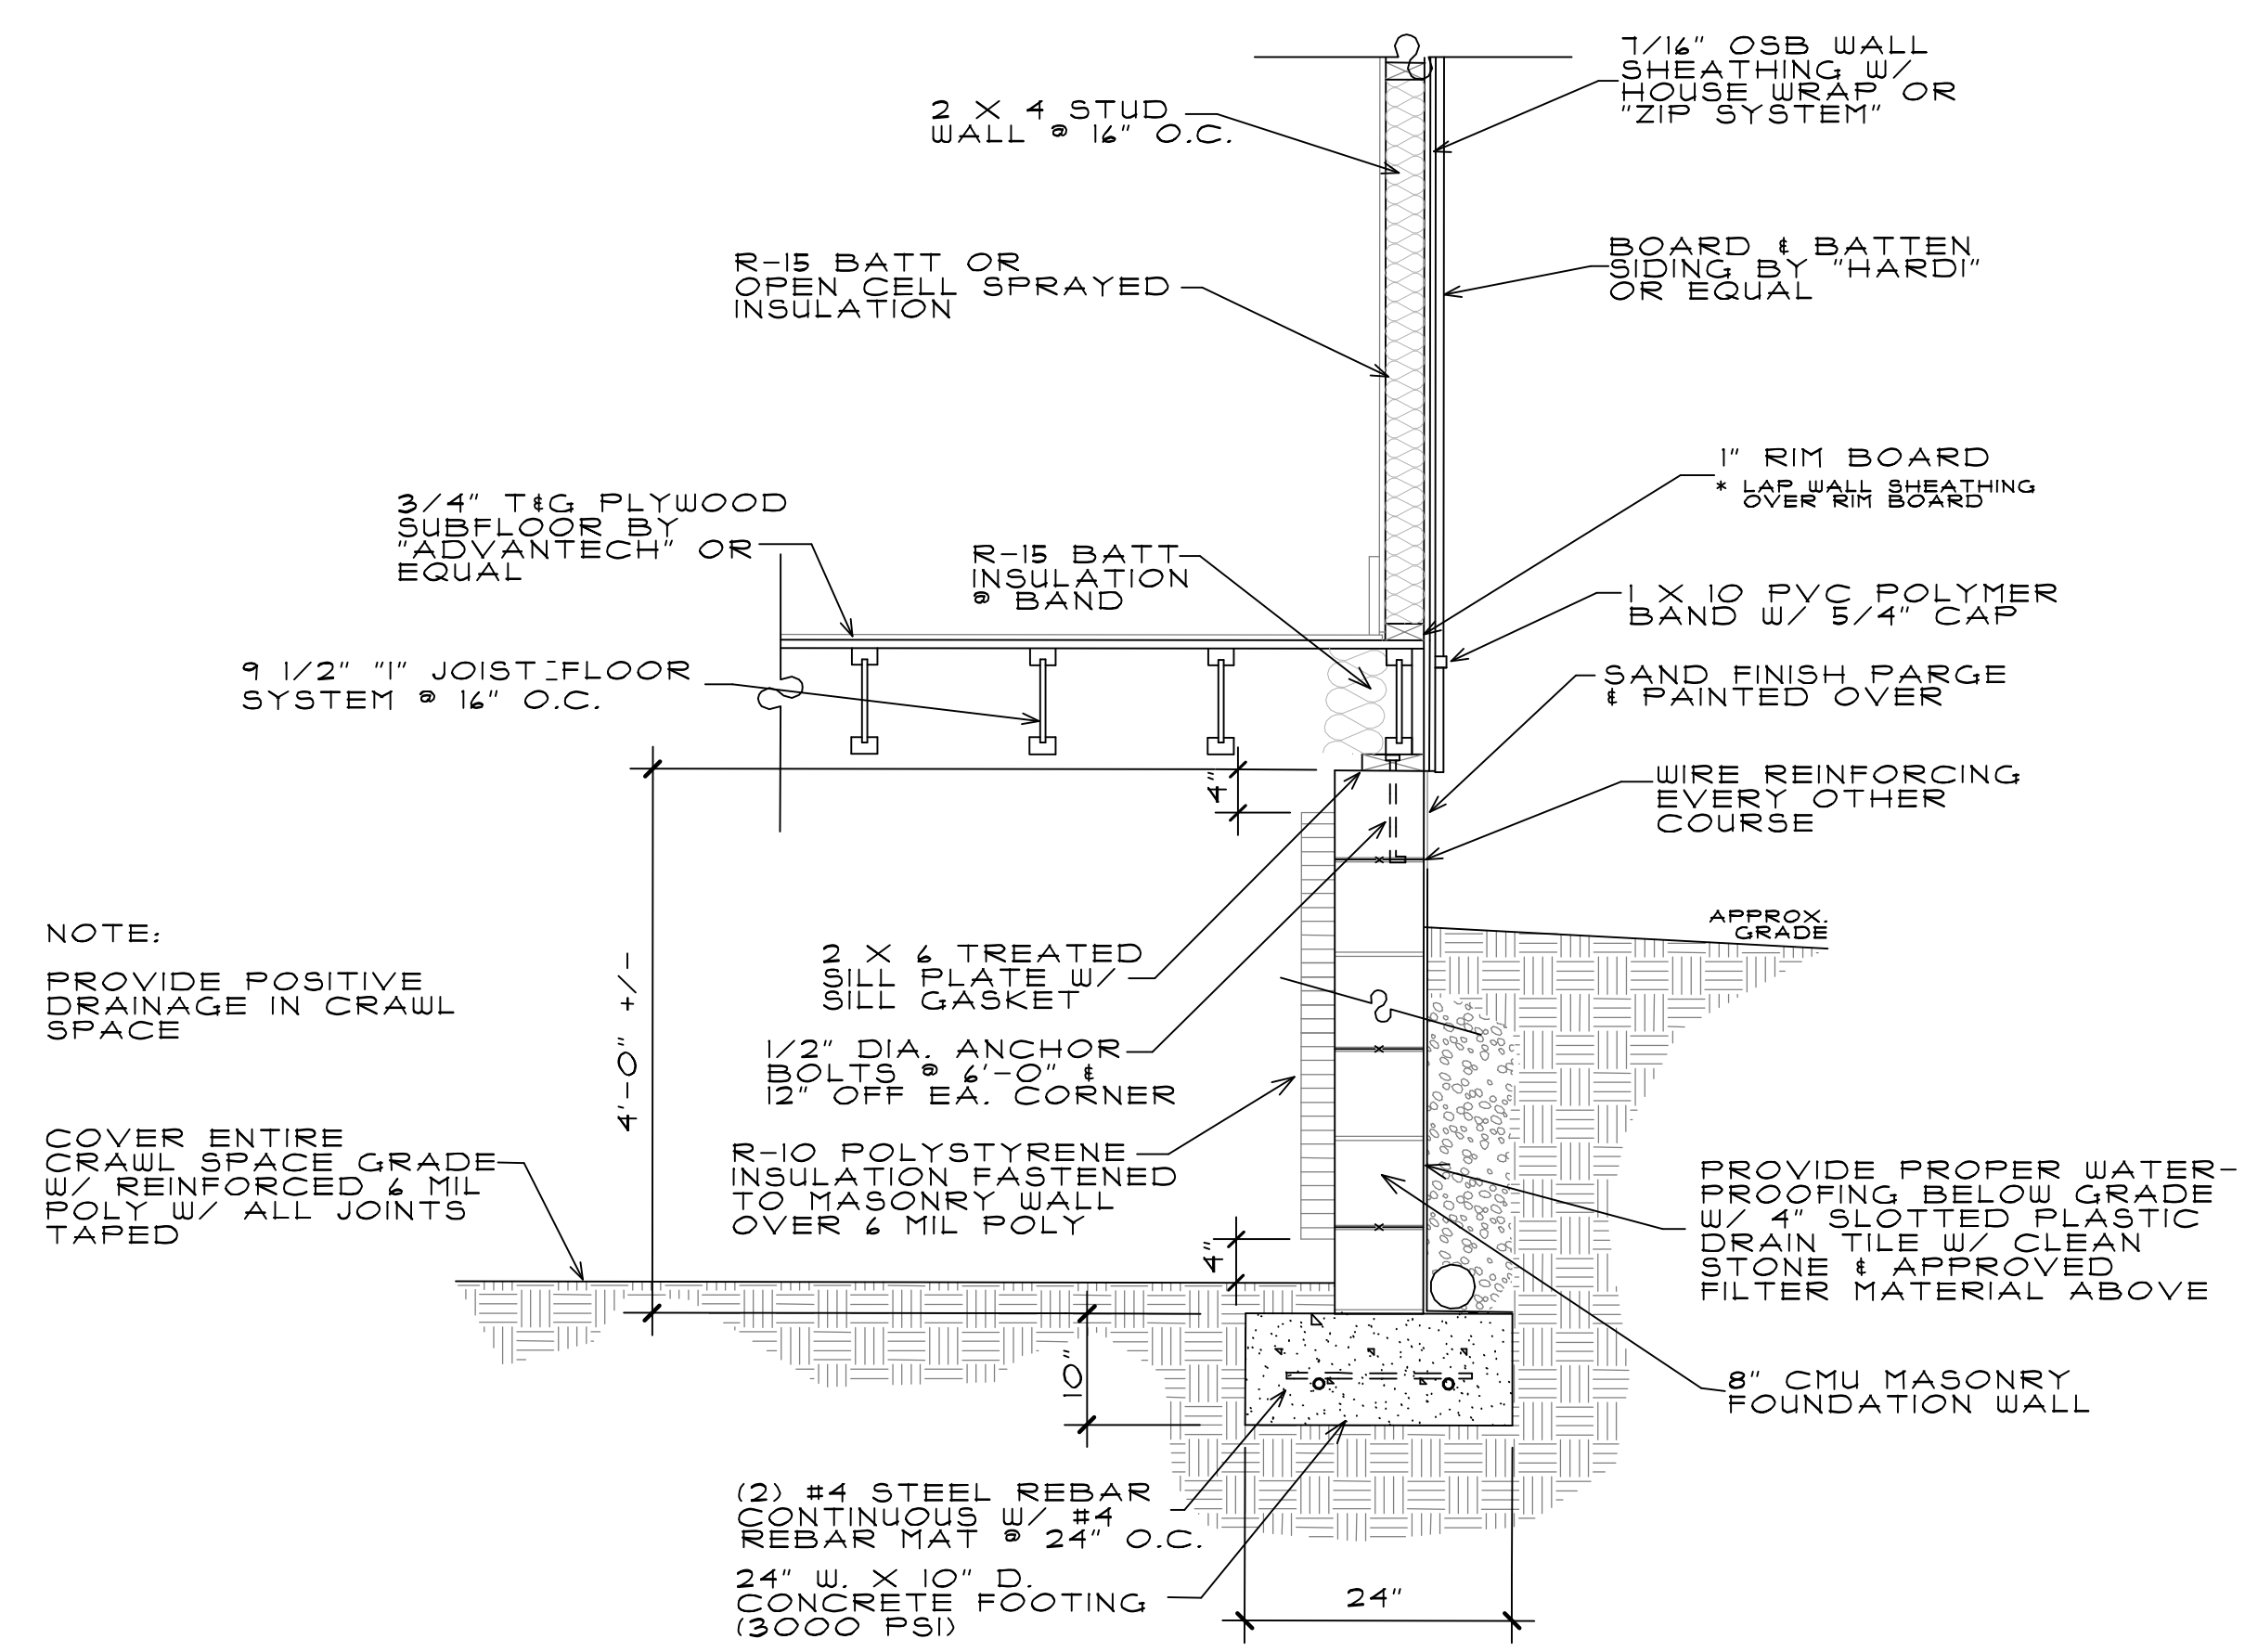 7/16" OSB WALL
SHEATHING W/
HOUSE WRAP OR
"ZIP SYSTEM"
2 X 4 STUD
WALL @ 16" O.C.
BOARD & BATTEN
SIDING BY "HARDI"
OR EQUAL
R-15 BATT OR
OPEN CELL SPRAYED
INSULATION
1" RIM BOARD
* LAP WALL SHEATHING
OVER RIM BOARD
3/4" T&G PLYWOOD
SUBFLOOR BY
"ADVANTECH" OR
EQUAL
R-15 BATT
INSULATION
@ BAND
1 X 10 PVC POLYMER
BAND W/ 5/4" CAP
9 1/2" "I" JOIST-FLOOR
SYSTEM @ 16" O.C.
SAND FINISH PARGE
& PAINTED OVER
4"
WIRE REINFORCING
EVERY OTHER
COURSE
APPROX.
GRADE
NOTE:
PROVIDE POSITIVE
DRAINAGE IN CRAWL
SPACE
4'-0" +/-
2 X 6 TREATED
SILL PLATE W/
SILL GASKET
1/2" DIA. ANCHOR
BOLTS @ 6'-0" &
12" OFF EA. CORNER
COVER ENTIRE
CRAWL SPACE GRADE
W/ REINFORCED 6 MIL
POLY W/ ALL JOINTS
TAPED
R-10 POLYSTYRENE
INSULATION FASTENED
TO MASONRY WALL
OVER 6 MIL POLY
4"
PROVIDE PROPER WATER-
PROOFING BELOW GRADE
W/ 4" SLOTTED PLASTIC
DRAIN TILE W/ CLEAN
STONE & APPROVED
FILTER MATERIAL ABOVE
10"
8" CMU MASONRY
FOUNDATION WALL
(2) #4 STEEL REBAR
CONTINUOUS W/ #4
REBAR MAT @ 24" O.C.
24" W. X 10" D.
CONCRETE FOOTING
(3000 PSI)
24"